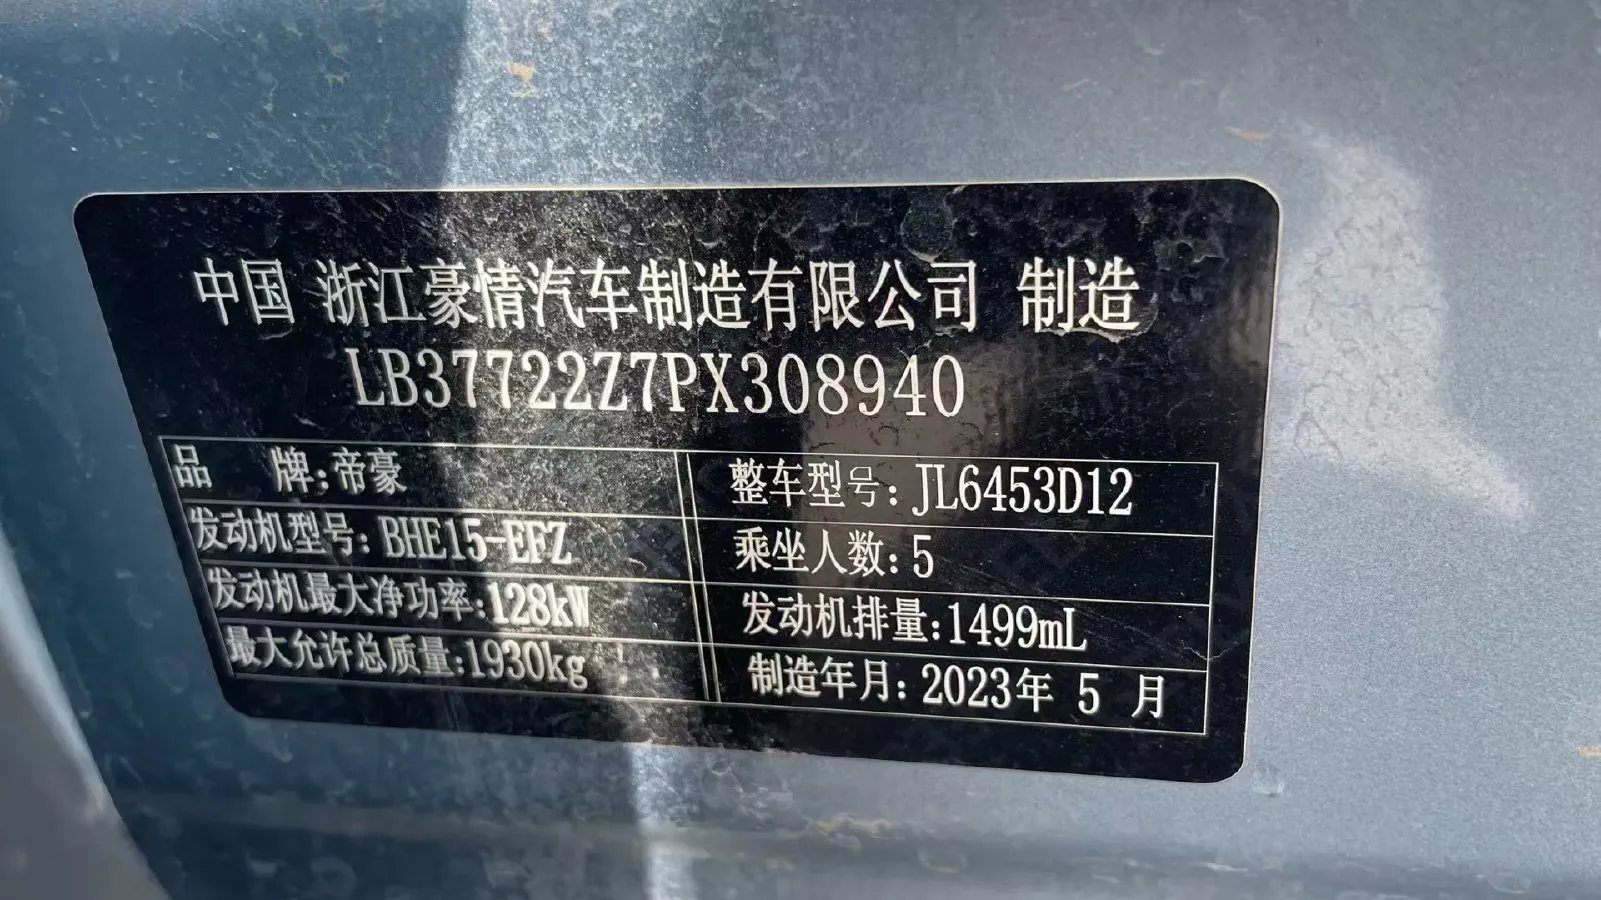 中国 浙江豪情汽车制造有限公司 制造
LB37722Z7PX308940
品 牌:帝豪 整车型号:JL6453D12
发动机型号:BHE15-EFZ 乘坐人数:5
发动机最大净功率:128kW 发动机排量:1499mL
最大允许总质量:1930kg 制造年月:2023年 5 月